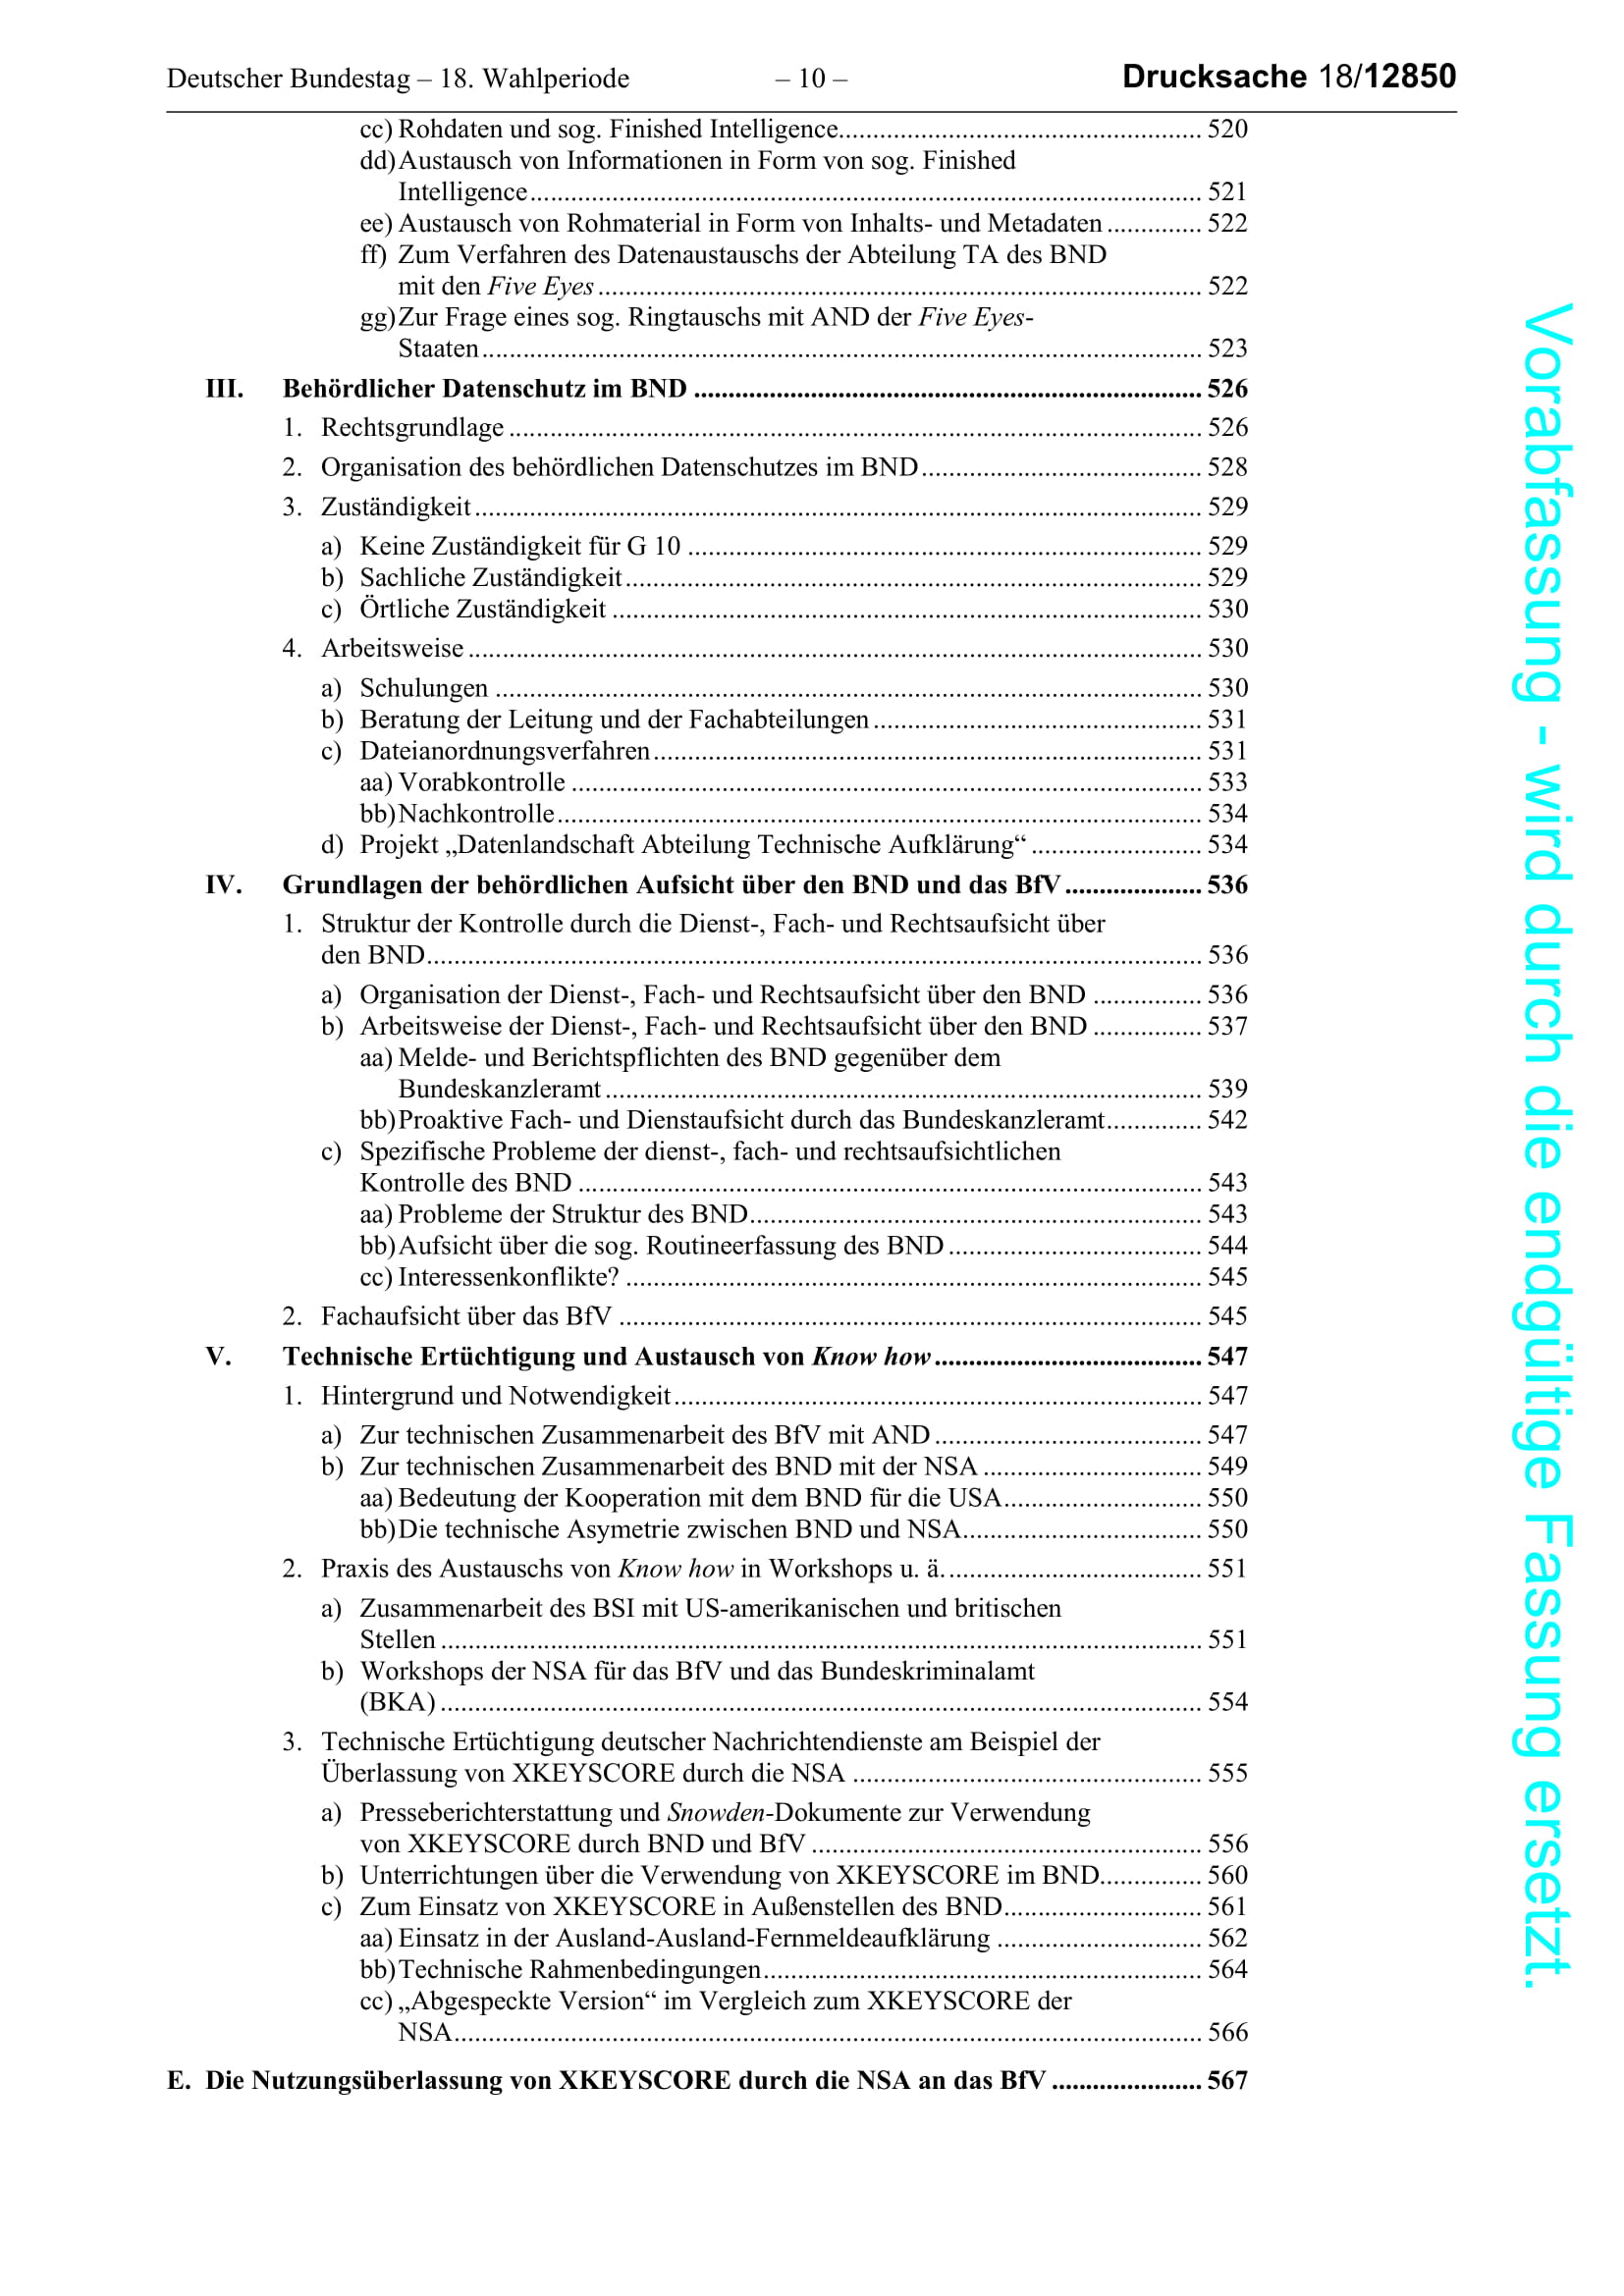 Deutscher Bundestag – 18. Wahlperiode – 10 – Drucksache 18/12850
cc) Rohdaten und sog. Finished Intelligence..................................................... 520
dd) Austausch von Informationen in Form von sog. Finished
Intelligence.................................................................................................. 521
ee) Austausch von Rohmaterial in Form von Inhalts- und Metadaten .............. 522
ff) Zum Verfahren des Datenaustauschs der Abteilung TA des BND
mit den Five Eyes ........................................................................................ 522
gg) Zur Frage eines sog. Ringtauschs mit AND der Five Eyes-
Staaten......................................................................................................... 523
III. Behördlicher Datenschutz im BND .......................................................................... 526
1. Rechtsgrundlage ..................................................................................................... 526
2. Organisation des behördlichen Datenschutzes im BND......................................... 528
3. Zuständigkeit.......................................................................................................... 529
a) Keine Zuständigkeit für G 10 ........................................................................... 529
b) Sachliche Zuständigkeit.................................................................................... 529
c) Örtliche Zuständigkeit ...................................................................................... 530
4. Arbeitsweise ........................................................................................................... 530
a) Schulungen ....................................................................................................... 530
b) Beratung der Leitung und der Fachabteilungen................................................ 531
c) Dateianordnungsverfahren................................................................................ 531
aa) Vorabkontrolle ............................................................................................ 533
bb) Nachkontrolle.............................................................................................. 534
d) Projekt „Datenlandschaft Abteilung Technische Aufklärung“ ......................... 534
IV. Grundlagen der behördlichen Aufsicht über den BND und das BfV.................... 536
1. Struktur der Kontrolle durch die Dienst-, Fach- und Rechtsaufsicht über
den BND................................................................................................................. 536
a) Organisation der Dienst-, Fach- und Rechtsaufsicht über den BND ................ 536
b) Arbeitsweise der Dienst-, Fach- und Rechtsaufsicht über den BND ................ 537
aa) Melde- und Berichtspflichten des BND gegenüber dem
Bundeskanzleramt ....................................................................................... 539
bb) Proaktive Fach- und Dienstaufsicht durch das Bundeskanzleramt.............. 542
c) Spezifische Probleme der dienst-, fach- und rechtsaufsichtlichen
Kontrolle des BND ........................................................................................... 543
aa) Probleme der Struktur des BND.................................................................. 543
bb) Aufsicht über die sog. Routineerfassung des BND ..................................... 544
cc) Interessenkonflikte? .................................................................................... 545
2. Fachaufsicht über das BfV ..................................................................................... 545
V. Technische Ertüchtigung und Austausch von Know how....................................... 547
1. Hintergrund und Notwendigkeit............................................................................. 547
a) Zur technischen Zusammenarbeit des BfV mit AND....................................... 547
b) Zur technischen Zusammenarbeit des BND mit der NSA ................................ 549
aa) Bedeutung der Kooperation mit dem BND für die USA............................. 550
bb) Die technische Asymetrie zwischen BND und NSA................................... 550
2. Praxis des Austauschs von Know how in Workshops u. ä...................................... 551
a) Zusammenarbeit des BSI mit US-amerikanischen und britischen
Stellen ............................................................................................................... 551
b) Workshops der NSA für das BfV und das Bundeskriminalamt
(BKA) ............................................................................................................... 554
3. Technische Ertüchtigung deutscher Nachrichtendienste am Beispiel der
Überlassung von XKEYSCORE durch die NSA ................................................... 555
a) Presseberichterstattung und Snowden-Dokumente zur Verwendung
von XKEYSCORE durch BND und BfV ......................................................... 556
b) Unterrichtungen über die Verwendung von XKEYSCORE im BND............... 560
c) Zum Einsatz von XKEYSCORE in Außenstellen des BND............................. 561
aa) Einsatz in der Ausland-Ausland-Fernmeldeaufklärung .............................. 562
bb) Technische Rahmenbedingungen................................................................ 564
cc) „Abgespeckte Version“ im Vergleich zum XKEYSCORE der
NSA............................................................................................................. 566
E. Die Nutzungsüberlassung von XKEYSCORE durch die NSA an das BfV ...................... 567
Vorabfassung - wird durch die endgültige Fassung ersetzt.